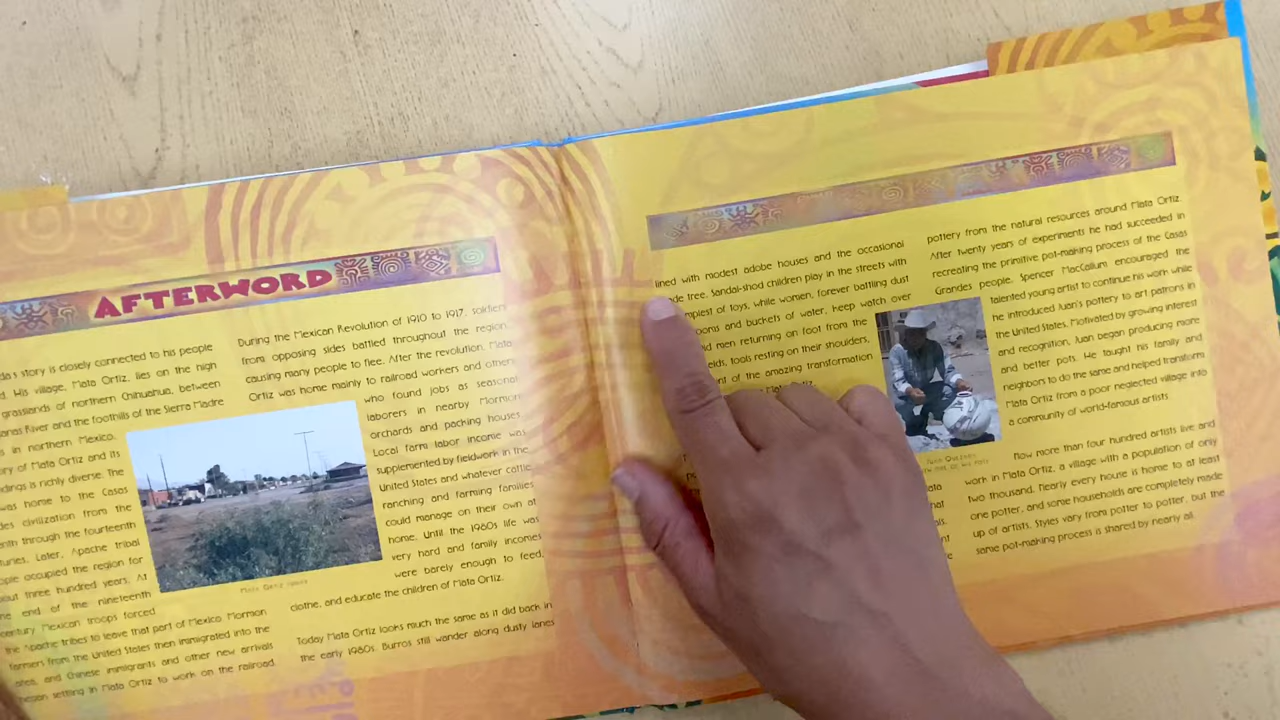 AFTERWORD
da's story is closely connected to his people
His village, Mata Ortiz, lies on the high
grasslands of northern Chihuahua, between
River and the foothills of the Sierra Madre
in northern Mexico.
of Mata Ortiz and its
is richly diverse. The
was home to the Casas
civilization from the
through the fourteenth
Later, Apache tribal
occupied the region for
three hundred years. At
end of the nineteenth
century Mexican troops forced
the Apache tribes to leave that part of Mexico. Mormon
farmers from the United States then immigrated into the
area, and Chinese immigrants and other new arrivals
began settling in Mata Ortiz to work on the railroad.
During the Mexican Revolution of 1910 to 1917, soldiers
from opposing sides battled throughout the region,
causing many people to flee. After the revolution, Mata
Ortiz was home mainly to railroad workers and others
who found jobs as seasonal
laborers in nearby Mormon
orchards and packing houses.
Local farm labor income was
supplemented by fieldwork in the
United States and whatever cattle
ranching and farming families
could manage on their own at
home. Until the 1980s life was
very hard and family incomes
were barely enough to feed,
clothe, and educate the children of Mata Ortiz.
Today Mata Ortiz looks much the same as it did back in
the early 1980s. Burros still wander along dusty lanes
lined with modest adobe houses and the occasional
tree. Sandal-shod children play in the streets with
of toys, while women, forever battling dust
and buckets of water, keep watch over
men returning on foot from the
tools resting on their shoulders,
of the amazing transformation
pottery from the natural resources around Mata Ortiz.
After twenty years of experiments he had succeeded in
recreating the primitive pot-making process of the Casas
Grandes people. Spencer MacCallum encouraged the
talented young artist to continue his work while
he introduced Juan's pottery to art patrons in
the United States. Motivated by growing interest
and recognition, Juan began producing more
and better pots. He taught his family and
neighbors to do the same and helped transform
Mata Ortiz from a poor neglected village into
a community of world-famous artists.
Now more than four hundred artists live and
work in Mata Ortiz, a village with a population of only
two thousand. Nearly every house is home to at least
one potter, and some households are completely made
up of artists. Styles vary from potter to potter, but the
same pot-making process is shared by nearly all.